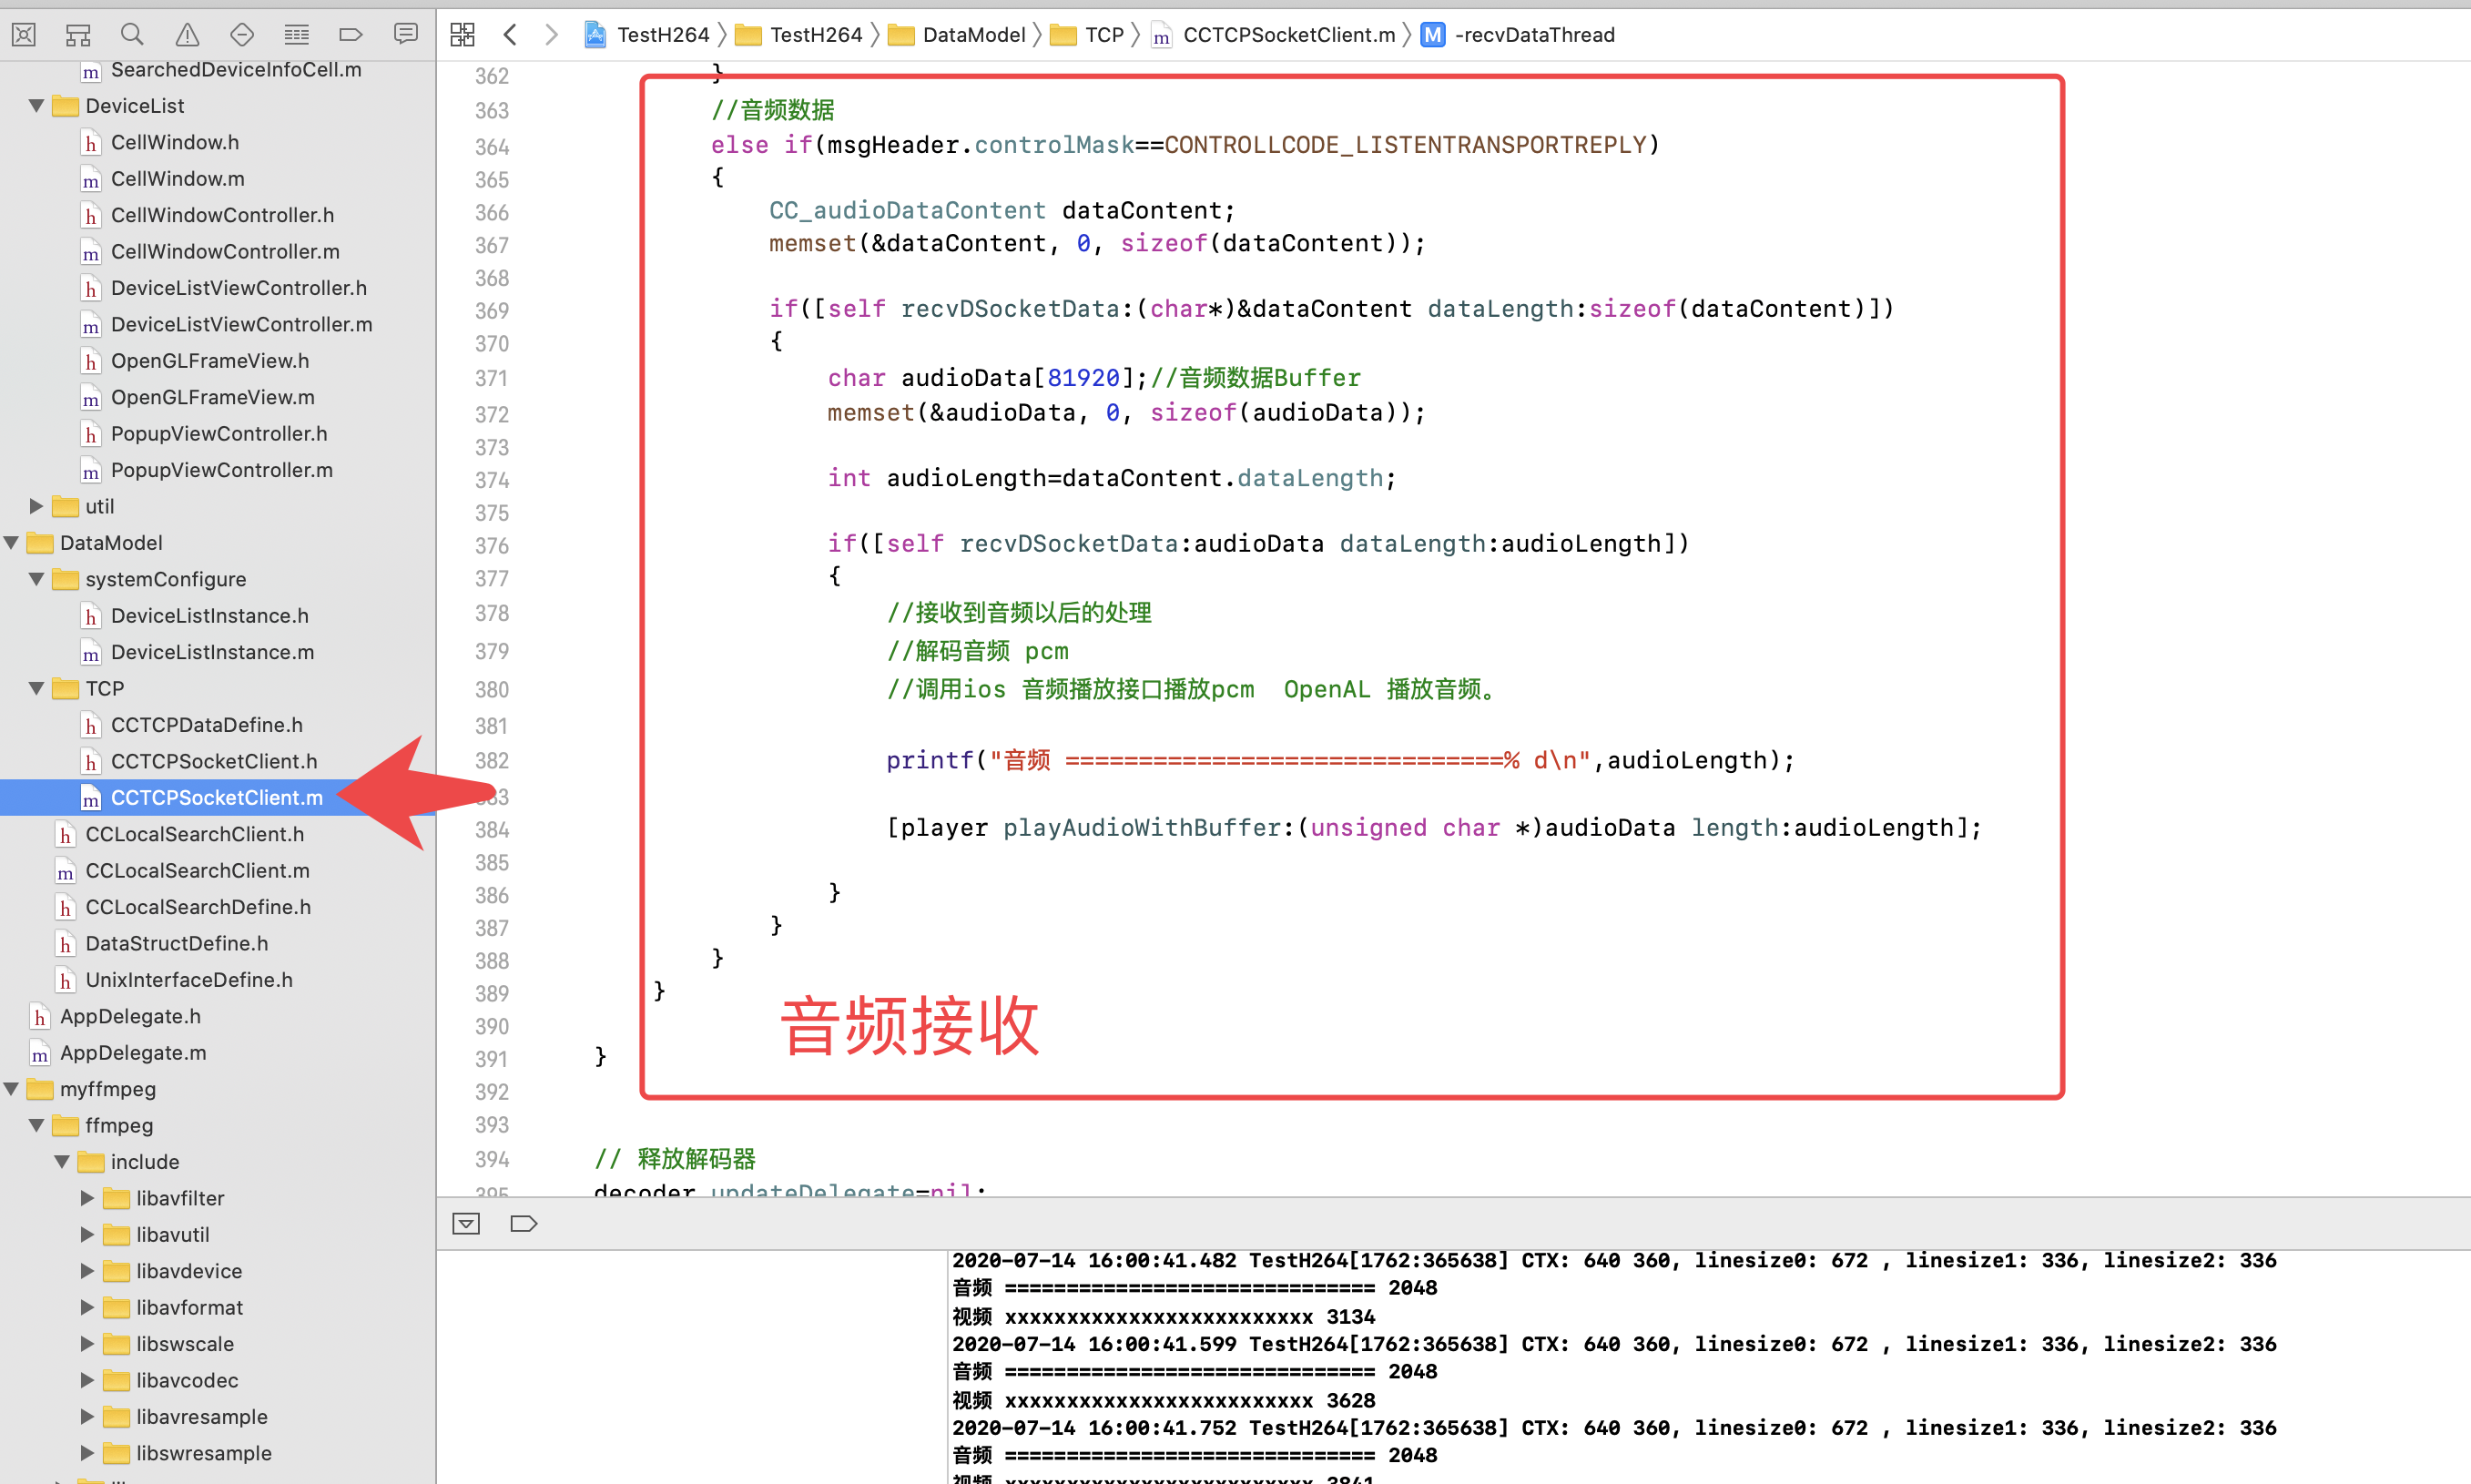 TestH264 〉 TestH264 〉 DataModel 〉 TCP 〉 m CCTCPSocketClient.m 〉 M -recvDataThread
m SearchedDeviceInfoCell.m
DeviceList
h CellWindow.h
m CellWindow.m
h CellWindowController.h
m CellWindowController.m
h DeviceListViewController.h
m DeviceListViewController.m
h OpenGLFrameView.h
m OpenGLFrameView.m
h PopupViewController.h
m PopupViewController.m
util
DataModel
systemConfigure
h DeviceListInstance.h
m DeviceListInstance.m
TCP
h CCTCPDataDefine.h
h CCTCPSocketClient.h
m CCTCPSocketClient.m
h CCLocalSearchClient.h
m CCLocalSearchClient.m
h CCLocalSearchDefine.h
h DataStructDefine.h
h UnixInterfaceDefine.h
h AppDelegate.h
m AppDelegate.m
myffmpeg
ffmpeg
include
libavfilter
libavutil
libavdevice
libavformat
libswscale
libavcodec
libavresample
libswresample
362 }
363 //音频数据
364 else if(msgHeader.controlMask==CONTROLLCODE_LISTENTRANSPORTREPLY)
365 {
366 CC_audioDataContent dataContent;
367 memset(&dataContent, 0, sizeof(dataContent));
368
369 if([self recvDSocketData:(char*)&dataContent dataLength:sizeof(dataContent)])
370 {
371 char audioData[81920];//音频数据Buffer
372 memset(&audioData, 0, sizeof(audioData));
373
374 int audioLength=dataContent.dataLength;
375
376 if([self recvDSocketData:audioData dataLength:audioLength])
377 {
378 //接收到音频以后的处理
379 //解码音频 pcm
380 //调用ios 音频播放接口播放pcm  OpenAL 播放音频。
381
382 printf("音频 ==============================% d\n",audioLength);
383
384 [player playAudioWithBuffer:(unsigned char *)audioData length:audioLength];
385
386 }
387 }
388 }
389 }
390
音频接收
391 }
392
393
394 // 释放解码器
395 decoder.updateDelegate=nil;
2020-07-14 16:00:41.482 TestH264[1762:365638] CTX: 640 360, linesize0: 672 , linesize1: 336, linesize2: 336
音频 ============================== 2048
视频 xxxxxxxxxxxxxxxxxxxxxxxxx 3134
2020-07-14 16:00:41.599 TestH264[1762:365638] CTX: 640 360, linesize0: 672 , linesize1: 336, linesize2: 336
音频 ============================== 2048
视频 xxxxxxxxxxxxxxxxxxxxxxxxx 3628
2020-07-14 16:00:41.752 TestH264[1762:365638] CTX: 640 360, linesize0: 672 , linesize1: 336, linesize2: 336
音频 ============================== 2048
视频 xxxxxxxxxxxxxxxxxxxxxxxxx 3841